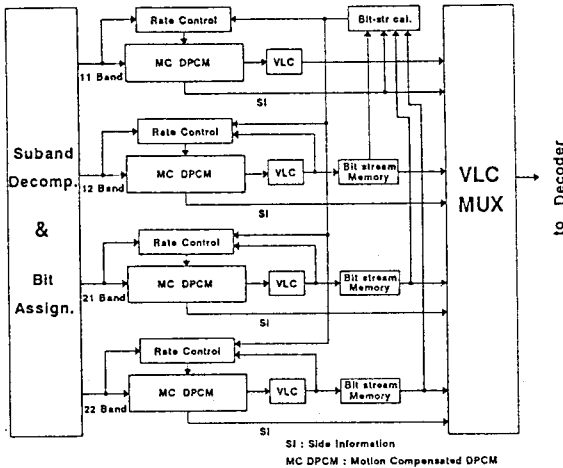 Rate Control
Bit-str cal.
MC DPCM
VLC
11 Band
SI
Rate Control
Suband
Decomp.
&
Bit
Assign.
MC DPCM
VLC
Bit stream
Memory
12 Band
SI
VLC
MUX
to Decoder
Rate Control
MC DPCM
VLC
Bit stream
Memory
21 Band
SI
Rate Control
MC DPCM
VLC
Bit stream
Memory
22 Band
SI
SI : Side Information
MC DPCM : Motion Compensated DPCM